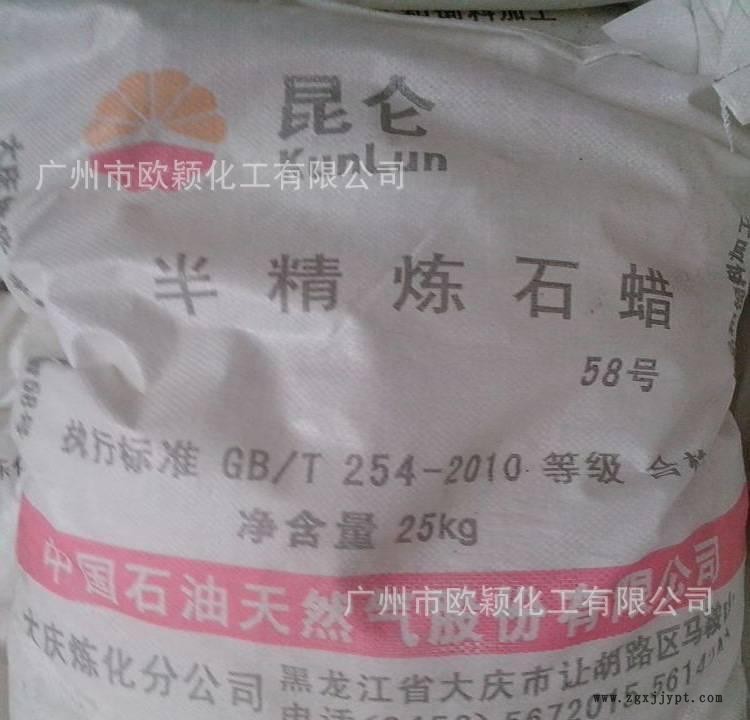 昆仑
KunLun
广州市欧颖化工有限公司
半精炼石蜡
58号
执行标准 GB/T 254-2010 等级 合
净含量 25kg
中国石油天然气股份有限公司
广州市欧颖化工有限公司
大庆炼化分公司
黑龙江省大庆市让胡路区马鞍
www.zgxjjypt.com